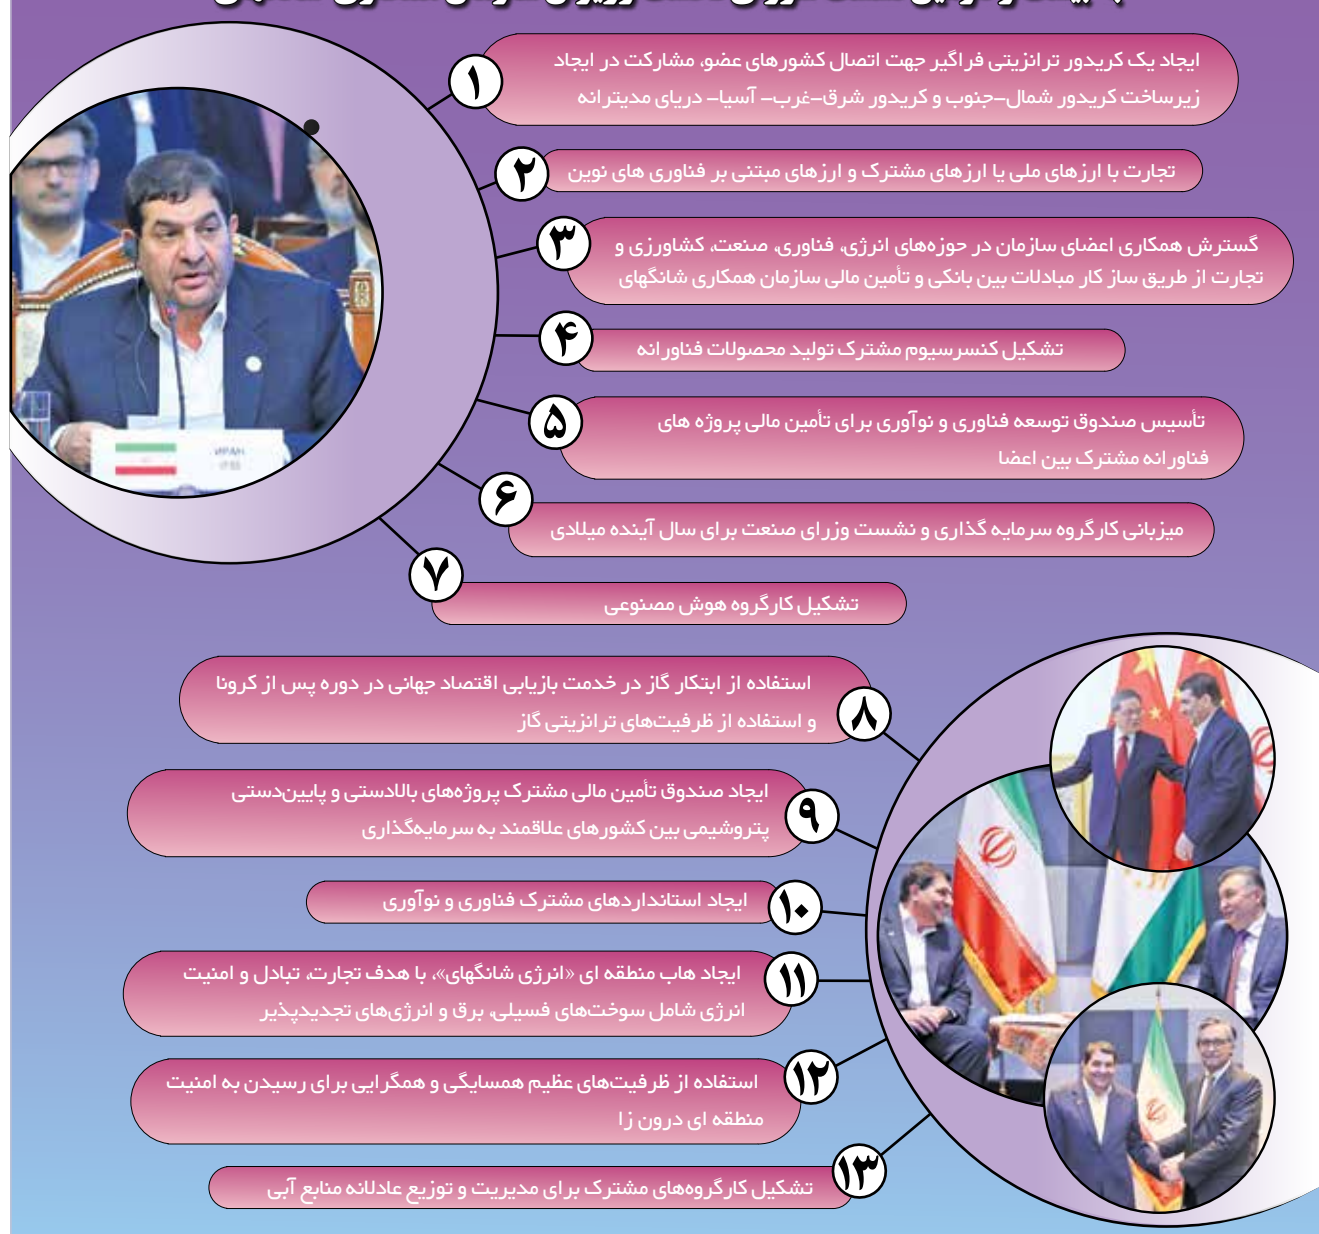 ۱
ایجاد یک کریدور ترانزیتی فراگیر جهت اتصال کشورهای عضو، مشارکت در ایجاد
زیرساخت کریدور شمال-جنوب و کریدور شرق-غرب- آسیا- دریای مدیترانه
۲
تجارت با ارزهای ملی یا ارزهای مشترک و ارزهای مبتنی بر فناوری های نوین
۳
گسترش همکاری اعضای سازمان در حوزه‌های انرژی، فناوری، صنعت، کشاورزی و
تجارت از طریق ساز کار مبادلات بین بانکی و تأمین مالی سازمان همکاری شانگهای
۴
تشکیل کنسرسیوم مشترک تولید محصولات فناورانه
۵
تأسیس صندوق توسعه فناوری و نوآوری برای تأمین مالی پروژه های
فناورانه مشترک بین اعضا
۶
میزبانی کارگروه سرمایه گذاری و نشست وزرای صنعت برای سال آینده میلادی
۷
تشکیل کارگروه هوش مصنوعی
۸
استفاده از ابتکار گاز در خدمت بازیابی اقتصاد جهانی در دوره پس از کرونا
و استفاده از ظرفیت‌های ترانزیتی گاز
۹
ایجاد صندوق تأمین مالی مشترک پروژه‌های بالادستی و پایین‌دستی
پتروشیمی بین کشورهای علاقمند به سرمایه‌گذاری
۱۰
ایجاد استانداردهای مشترک فناوری و نوآوری
۱۱
ایجاد هاب منطقه ای «انرژی شانگهای»، با هدف تجارت، تبادل و امنیت
انرژی شامل سوخت‌های فسیلی، برق و انرژی‌های تجدیدپذیر
۱۲
استفاده از ظرفیت‌های عظیم همسایگی و همگرایی برای رسیدن به امنیت
منطقه ای درون زا
۱۳
تشکیل کارگروه‌های مشترک برای مدیریت و توزیع عادلانه منابع آبی